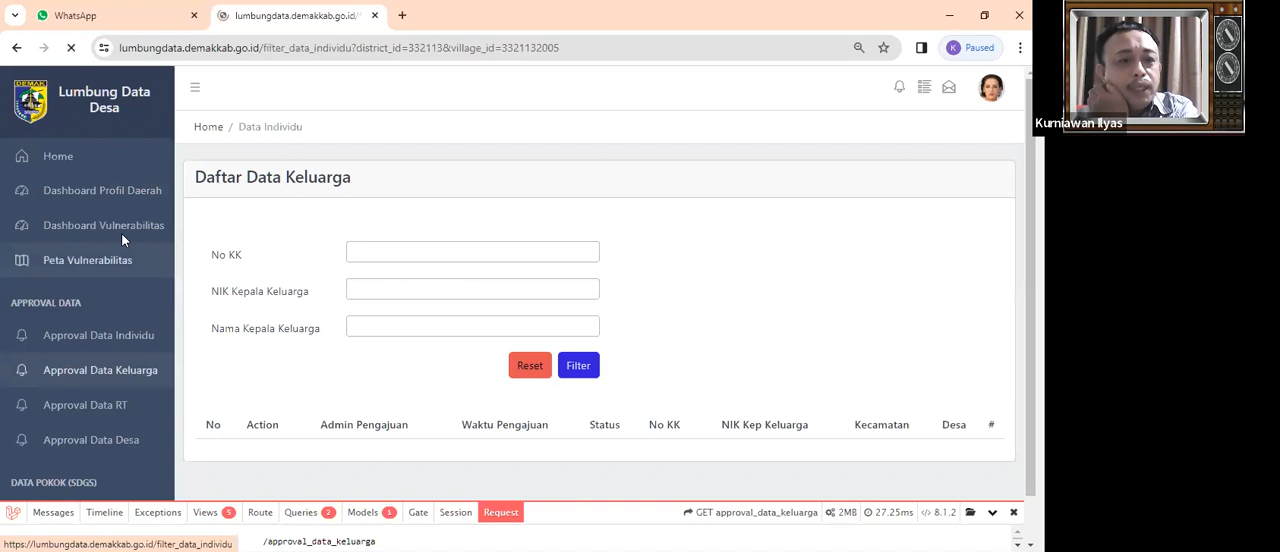 WhatsApp
lumbungdata.demakkab.go.id/
lumbungdata.demakkab.go.id/filter_data_individu?district_id=332113&village_id=3321132005
K Paused
DEMAK
Lumbung Data
Desa
Home
Dashboard Profil Daerah
Dashboard Vulnerabilitas
Peta Vulnerabilitas
APPROVAL DATA
Approval Data Individu
Approval Data Keluarga
Approval Data RT
Approval Data Desa
DATA POKOK (SDGS)
Home / Data Individu
Daftar Data Keluarga
No KK
NIK Kepala Keluarga
Nama Kepala Keluarga
Reset Filter
No Action Admin Pengajuan Waktu Pengajuan Status No KK NIK Kep Keluarga Kecamatan Desa #
Messages Timeline Exceptions Views 5 Route Queries 2 Models 1 Gate Session Request GET approval_data_keluarga 2MB 27.25ms 8.1.2
/approval_data_keluarga
https://lumbungdata.demakkab.go.id/filter_data_individu
Kurniawan Ilyas